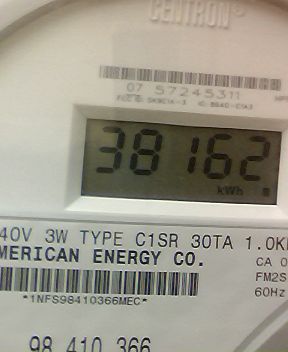 CENTRON®
07 57245311
38162
kWh
40V 3W TYPE C1SR 30TA 1.0K
MERICAN ENERGY CO.
CA 0
FM2S
60Hz
*1NFS98410366MEC*
98 410 366